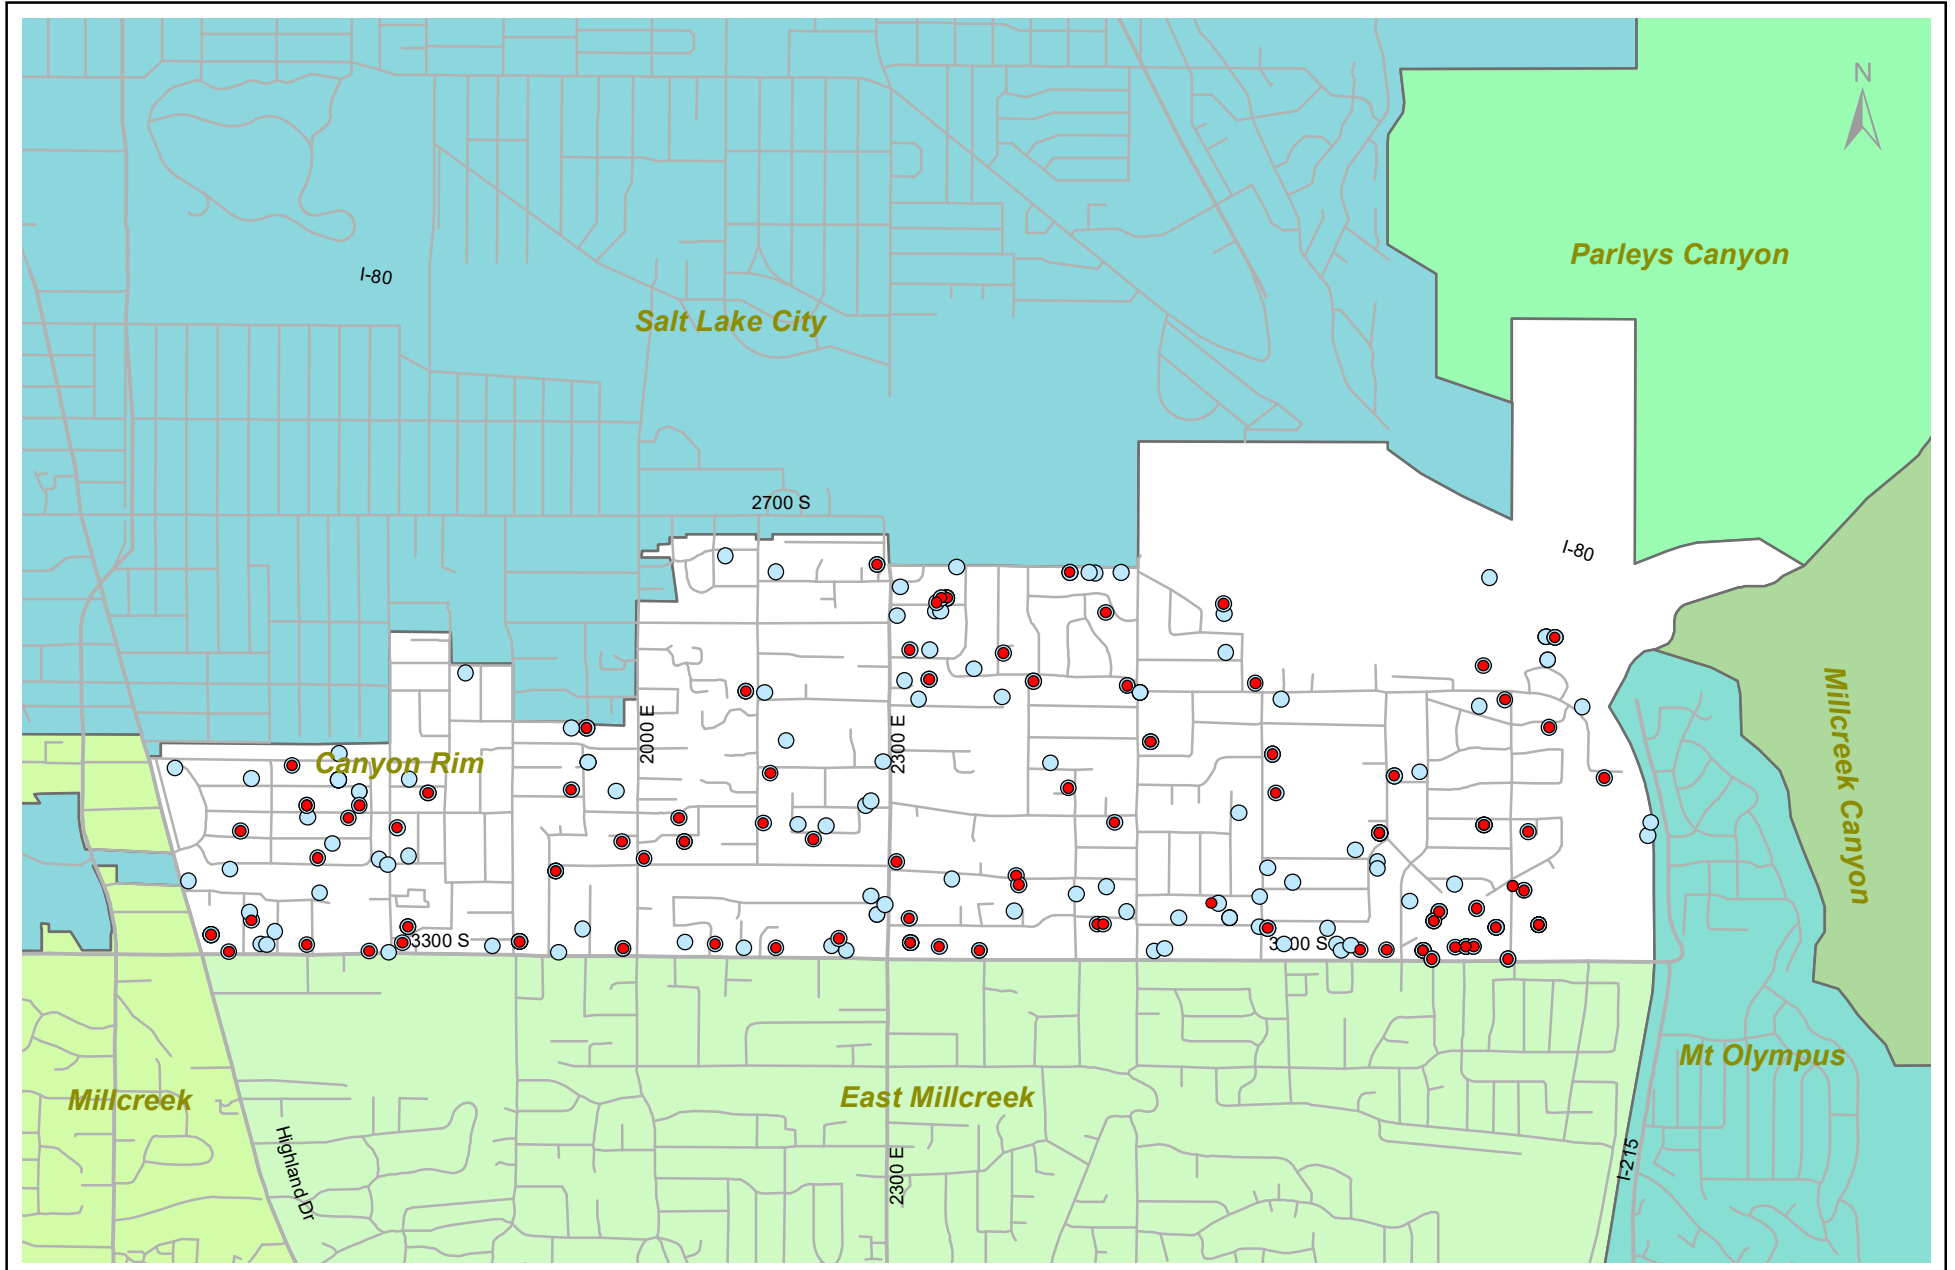 N
Parleys Canyon
I-80
Salt Lake City
2700 S
I-80
2000 E
2300 E
Canyon Rim
Millcreek Canyon
3300 S
3300 S
Mt Olympus
Millcreek
East Millcreek
Highland Dr
2300 E
I-215